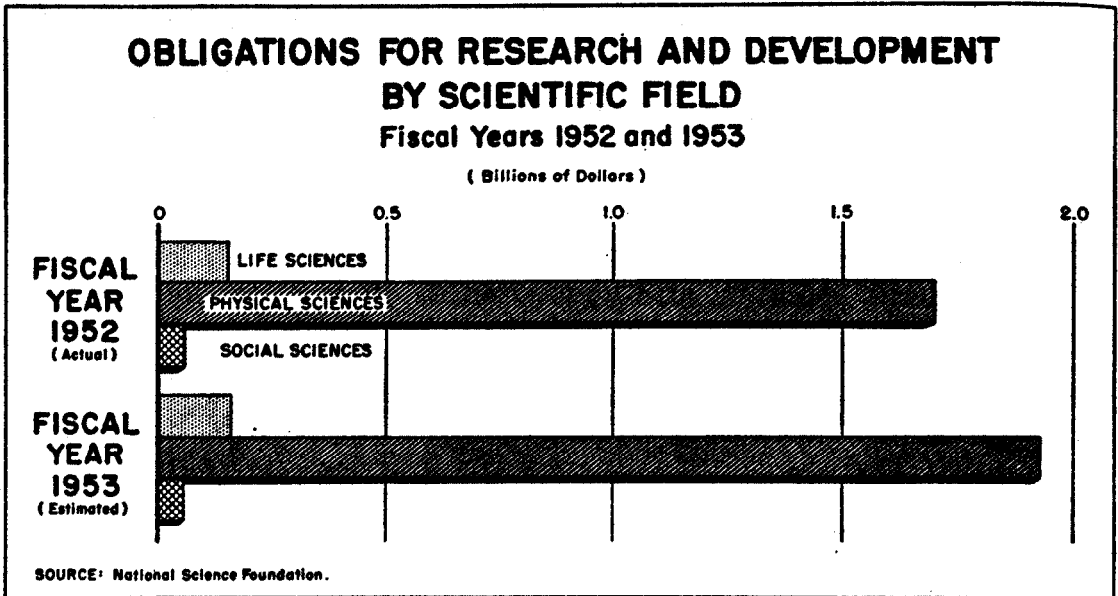 OBLIGATIONS FOR RESEARCH AND DEVELOPMENT
BY SCIENTIFIC FIELD
Fiscal Years 1952 and 1953
( Billions of Dollars )
0 0.5 1.0 1.5 2.0
FISCAL
YEAR
1952
( Actual )
LIFE SCIENCES
PHYSICAL SCIENCES
SOCIAL SCIENCES
FISCAL
YEAR
1953
( Estimated )
SOURCE: National Science Foundation.